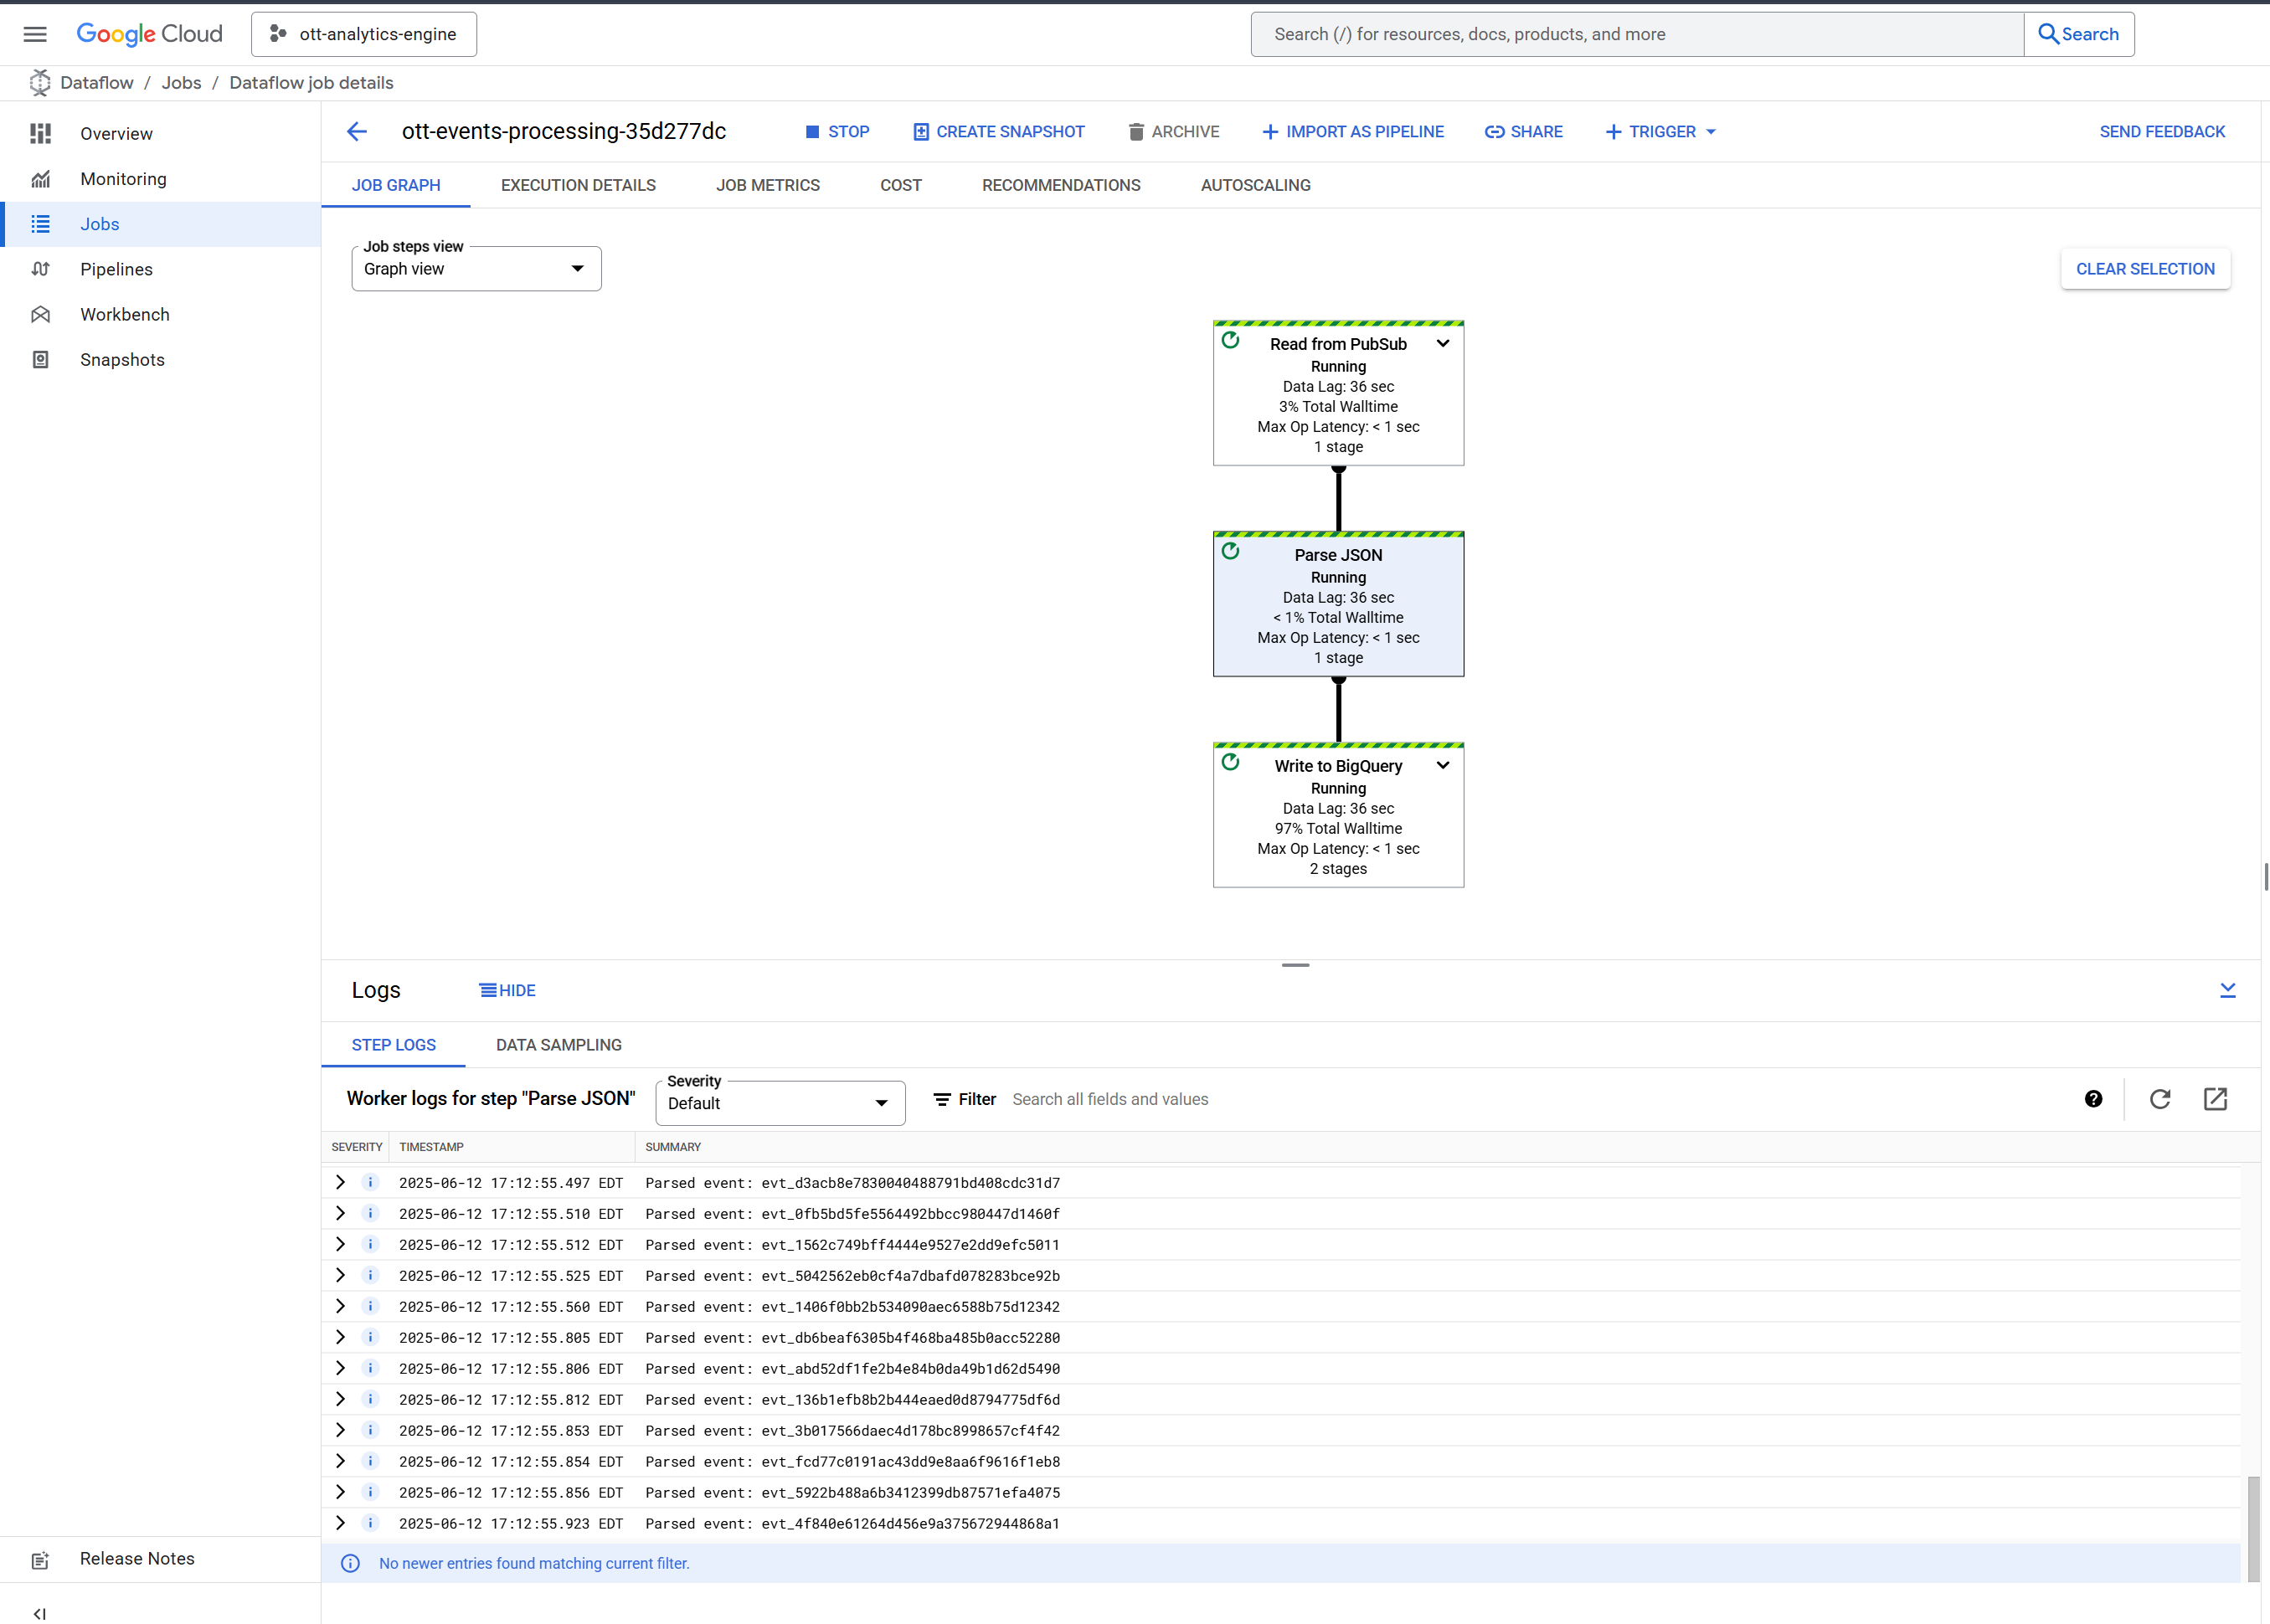 Google Cloud
ott-analytics-engine
Search (/) for resources, docs, products, and more
Search
Dataflow / Jobs / Dataflow job details
Overview
Monitoring
Jobs
Pipelines
Workbench
Snapshots
Release Notes
ott-events-processing-35d277dc
STOP
CREATE SNAPSHOT
ARCHIVE
IMPORT AS PIPELINE
SHARE
TRIGGER
SEND FEEDBACK
JOB GRAPH
EXECUTION DETAILS
JOB METRICS
COST
RECOMMENDATIONS
AUTOSCALING
Job steps view
Graph view
CLEAR SELECTION
Read from PubSub
Running
Data Lag: 36 sec
3% Total Walltime
Max Op Latency: < 1 sec
1 stage
Parse JSON
Running
Data Lag: 36 sec
< 1% Total Walltime
Max Op Latency: < 1 sec
1 stage
Write to BigQuery
Running
Data Lag: 36 sec
97% Total Walltime
Max Op Latency: < 1 sec
2 stages
Logs
HIDE
STEP LOGS
DATA SAMPLING
Worker logs for step "Parse JSON"
Severity
Default
Filter
Search all fields and values
SEVERITY TIMESTAMP SUMMARY
2025-06-12 17:12:55.497 EDT Parsed event: evt_d3acb8e7830040488791bd408cdc31d7
2025-06-12 17:12:55.510 EDT Parsed event: evt_0fb5bd5fe5564492bbcc980447d1460f
2025-06-12 17:12:55.512 EDT Parsed event: evt_1562c749bff4444e9527e2dd9efc5011
2025-06-12 17:12:55.525 EDT Parsed event: evt_5042562eb0cf4a7dbafd078283bce92b
2025-06-12 17:12:55.560 EDT Parsed event: evt_1406f0bb2b534090aec6588b75d12342
2025-06-12 17:12:55.805 EDT Parsed event: evt_db6beaf6305b4f468ba485b0acc52280
2025-06-12 17:12:55.806 EDT Parsed event: evt_abd52df1fe2b4e84b0da49b1d62d5490
2025-06-12 17:12:55.812 EDT Parsed event: evt_136b1efb8b2b444eaed0d8794775df6d
2025-06-12 17:12:55.853 EDT Parsed event: evt_3b017566daec4d178bc8998657cf4f42
2025-06-12 17:12:55.854 EDT Parsed event: evt_fcd77c0191ac43dd9e8aa6f9616f1eb8
2025-06-12 17:12:55.856 EDT Parsed event: evt_5922b488a6b3412399db87571efa4075
2025-06-12 17:12:55.923 EDT Parsed event: evt_4f840e61264d456e9a375672944868a1
No newer entries found matching current filter.